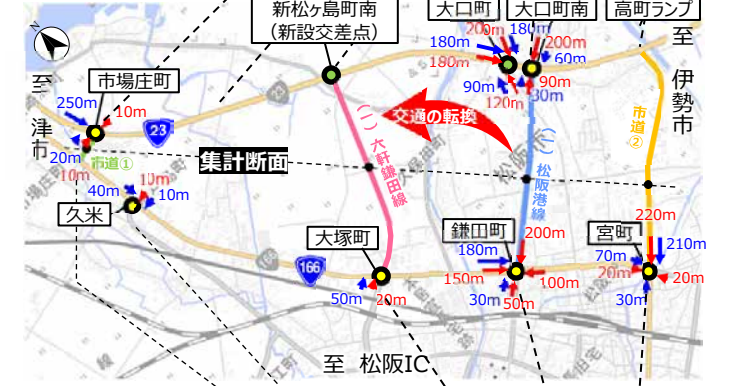 新松ヶ島町南
(新設交差点)
大口町
大口町南
高町ランプ
N
至 津市
市場庄町
250m
10m
23
20m
10m
市道①
集計断面
40m
10m
10m
久米
(一)大軒鎌田線
交通の転換
200m
180m
180m
180m
200m
60m
90m
120m
90m
30m
至 伊勢市
市道②
(一)松阪港線
大塚町
166
50m
20m
鎌田町
180m
200m
150m
100m
30m
50m
宮町
220m
210m
70m
20m
20m
30m
至 松阪IC